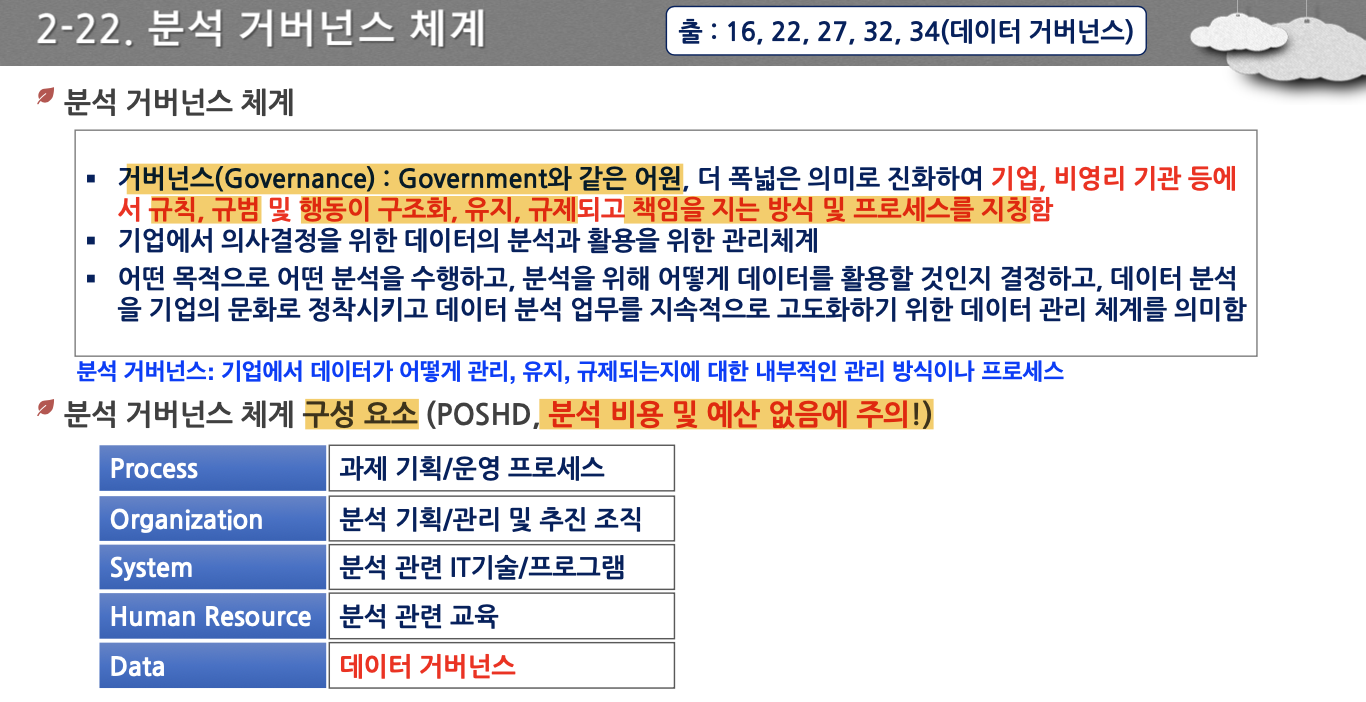 2-22. 분석 거버넌스 체계
출 : 16, 22, 27, 32, 34(데이터 거버넌스)
분석 거버넌스 체계
▪ 거버넌스(Governance) : Government와 같은 어원, 더 폭넓은 의미로 진화하여 기업, 비영리 기관 등에
서 규칙, 규범 및 행동이 구조화, 유지, 규제되고 책임을 지는 방식 및 프로세스를 지칭함
▪ 기업에서 의사결정을 위한 데이터의 분석과 활용을 위한 관리체계
▪ 어떤 목적으로 어떤 분석을 수행하고, 분석을 위해 어떻게 데이터를 활용할 것인지 결정하고, 데이터 분석
을 기업의 문화로 정착시키고 데이터 분석 업무를 지속적으로 고도화하기 위한 데이터 관리 체계를 의미함
분석 거버넌스: 기업에서 데이터가 어떻게 관리, 유지, 규제되는지에 대한 내부적인 관리 방식이나 프로세스
분석 거버넌스 체계 구성 요소 (POSHD, 분석 비용 및 예산 없음에 주의!)
Process 과제 기획/운영 프로세스
Organization 분석 기획/관리 및 추진 조직
System 분석 관련 IT기술/프로그램
Human Resource 분석 관련 교육
Data 데이터 거버넌스